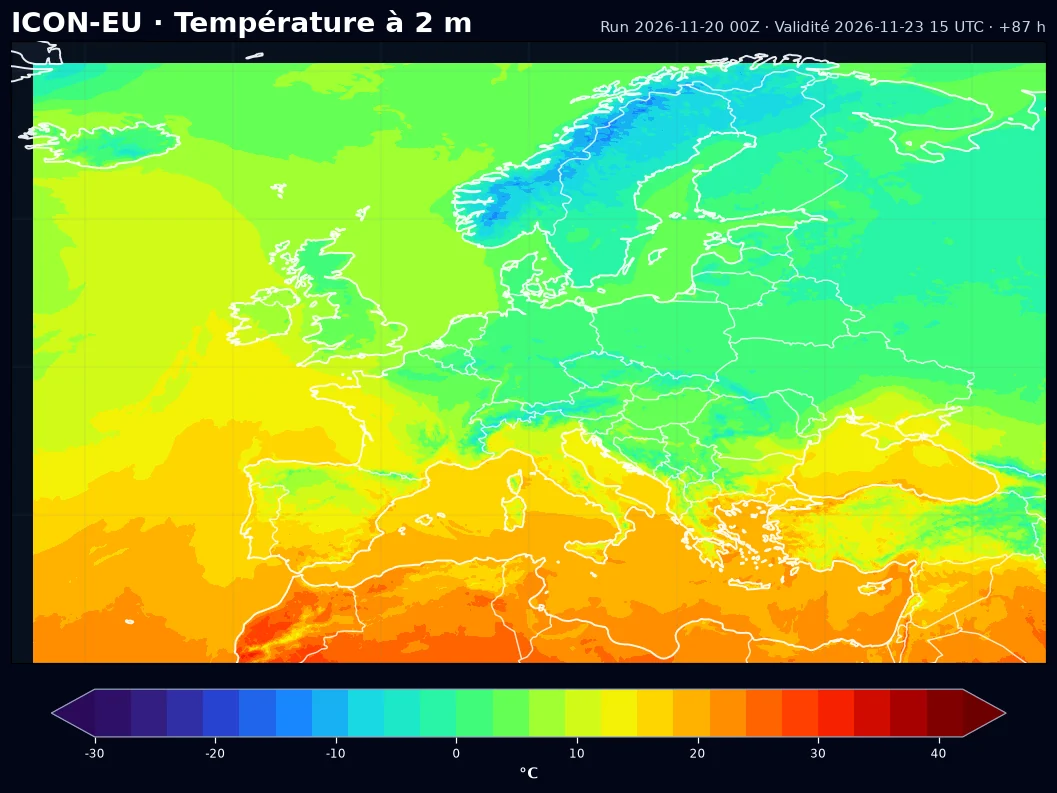 ICON-EU · Température à 2 m
Run 2026-11-20 00Z · Validité 2026-11-23 15 UTC · +87 h
-30 -20 -10 0 10 20 30 40
°C